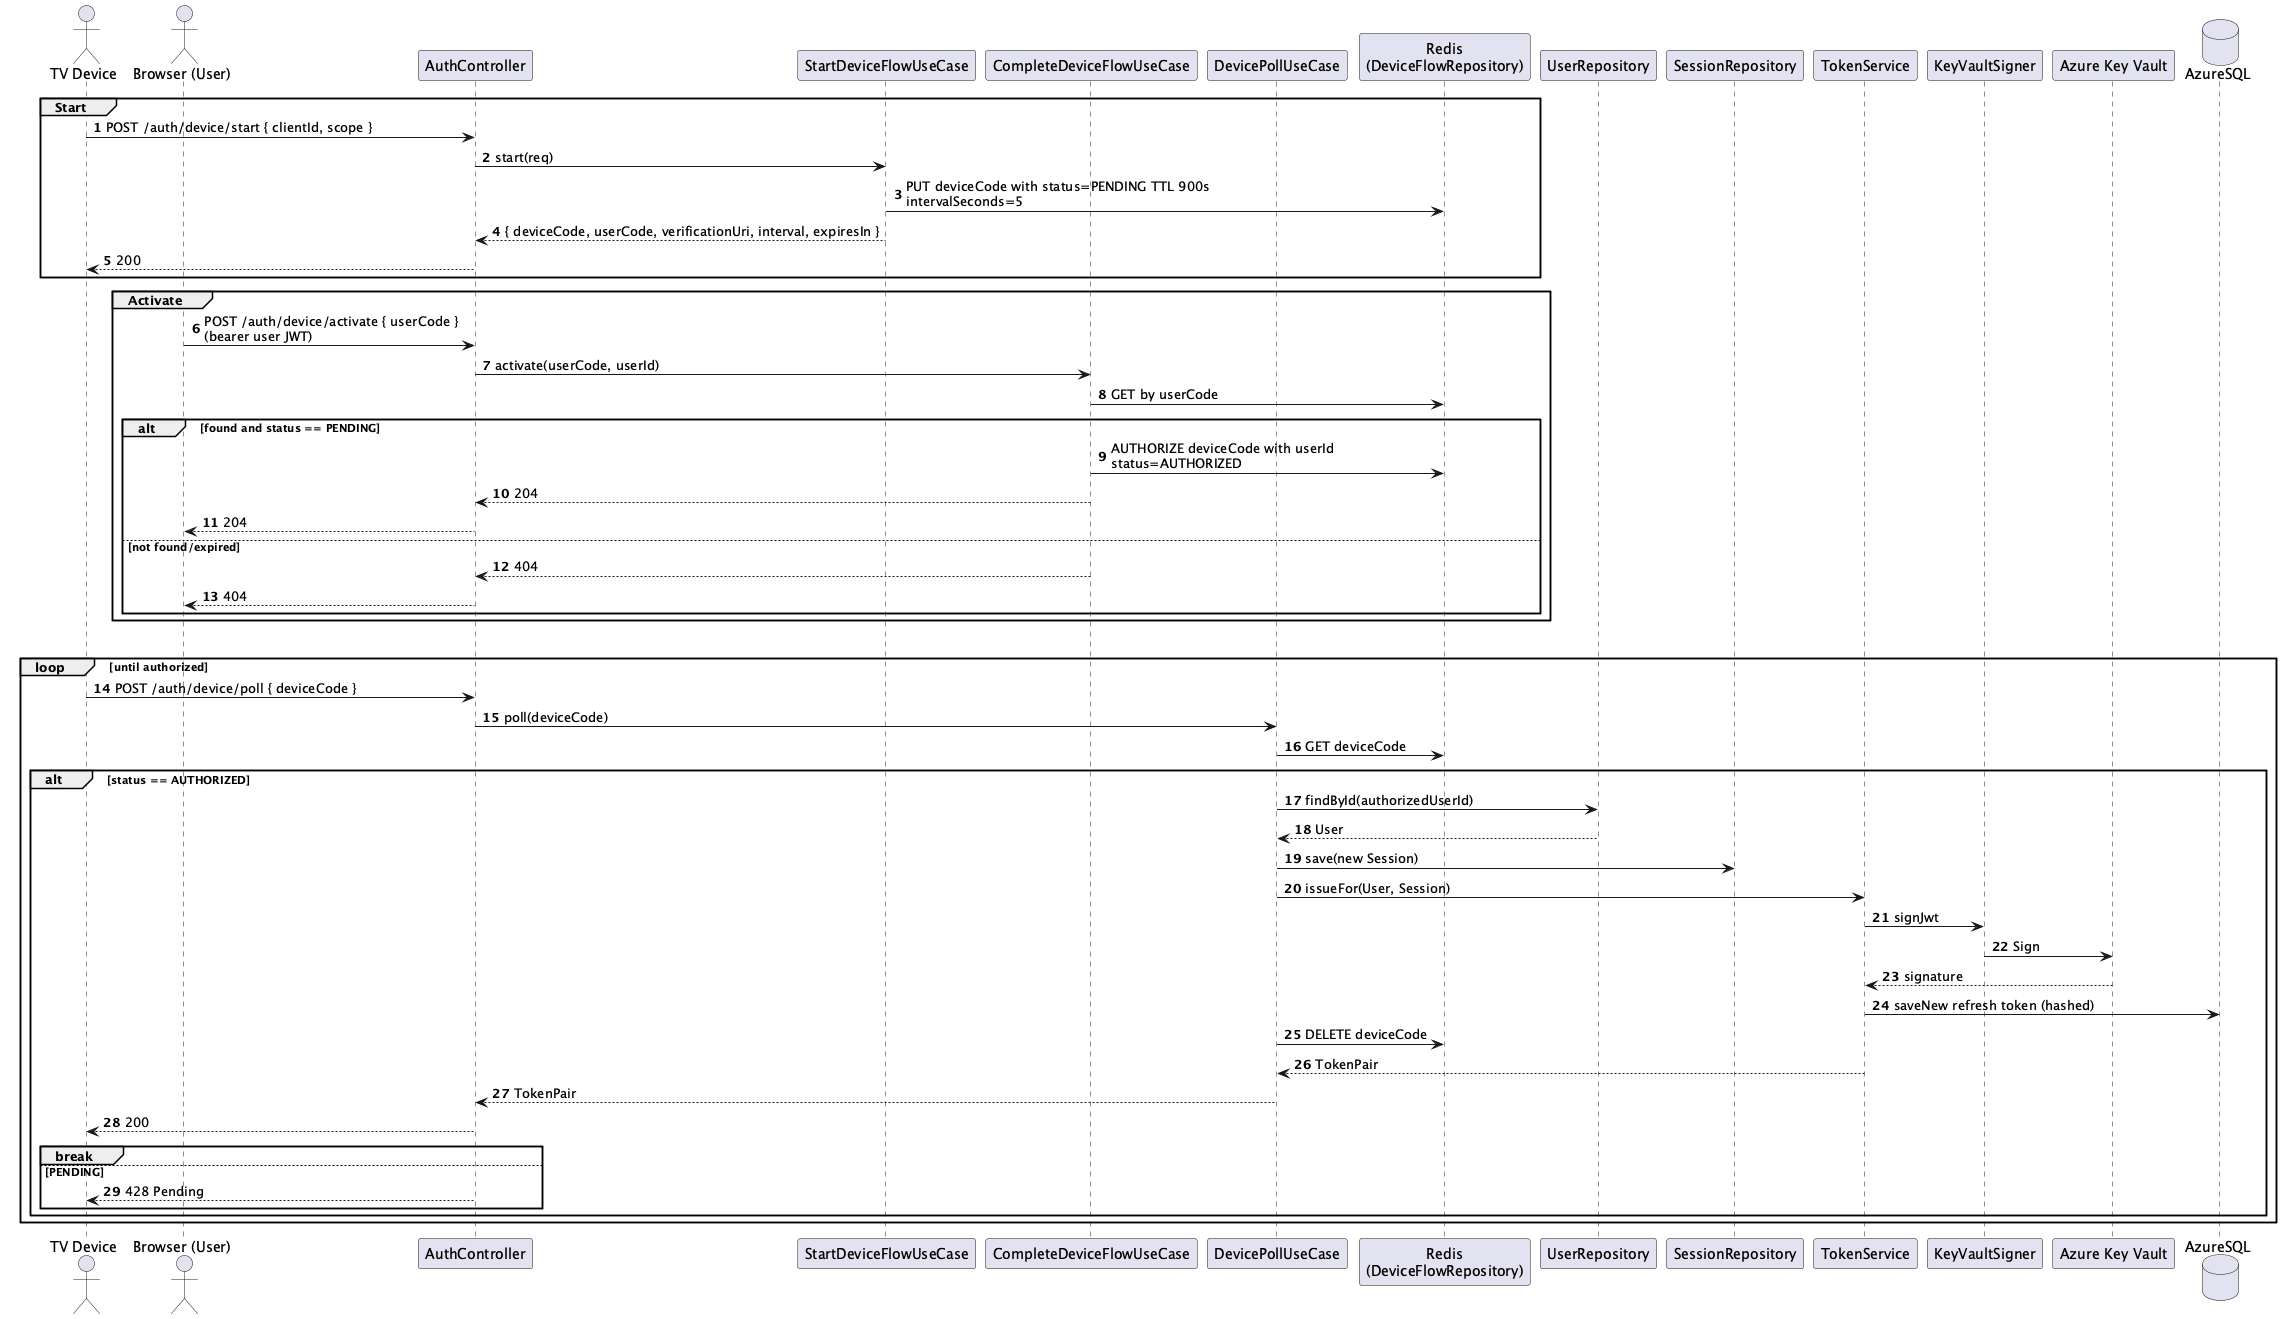 TV Device
Browser (User)
AuthController
StartDeviceFlowUseCase
CompleteDeviceFlowUseCase
DevicePollUseCase
Redis
(DeviceFlowRepository)
UserRepository
SessionRepository
TokenService
KeyVaultSigner
Azure Key Vault
AzureSQL
Start
1 POST /auth/device/start { clientId, scope }
2 start(req)
3 PUT deviceCode with status=PENDING TTL 900s
intervalSeconds=5
4 { deviceCode, userCode, verificationUri, interval, expiresIn }
5 200
Activate
6 POST /auth/device/activate { userCode }
(bearer user JWT)
7 activate(userCode, userId)
8 GET by userCode
alt [found and status == PENDING]
9 AUTHORIZE deviceCode with userId
status=AUTHORIZED
10 204
11 204
[not found/expired]
12 404
13 404
loop [until authorized]
14 POST /auth/device/poll { deviceCode }
15 poll(deviceCode)
16 GET deviceCode
alt [status == AUTHORIZED]
17 findById(authorizedUserId)
18 User
19 save(new Session)
20 issueFor(User, Session)
21 signJwt
22 Sign
23 signature
24 saveNew refresh token (hashed)
25 DELETE deviceCode
26 TokenPair
27 TokenPair
28 200
break
[PENDING]
29 428 Pending
TV Device
Browser (User)
AuthController
StartDeviceFlowUseCase
CompleteDeviceFlowUseCase
DevicePollUseCase
Redis
(DeviceFlowRepository)
UserRepository
SessionRepository
TokenService
KeyVaultSigner
Azure Key Vault
AzureSQL